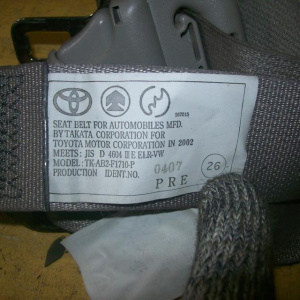 SEAT BELT FOR AUTOMOBILES MFD.
BY TAKATA CORPORATION FOR
TOYOTA MOTOR CORPORATION IN 2002
MEETS: JIS D 4604 II E ELR-VW
MODEL: TK-AB2-F1710-P
PRODUCTION IDENT.NO. 0407
PRE 26